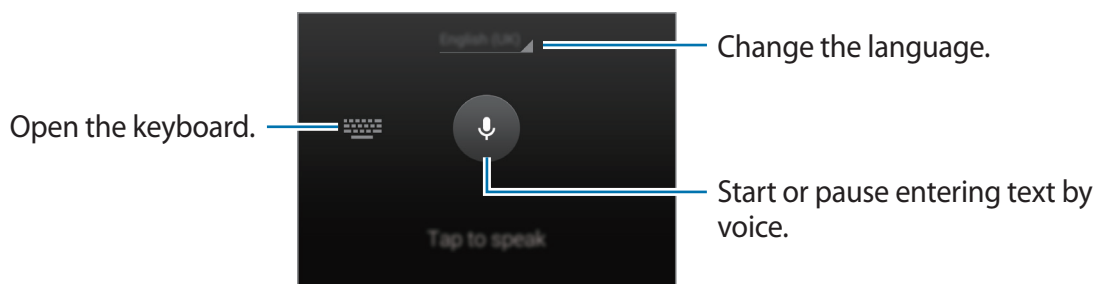 English (UK)
Change the language.
Open the keyboard.
Start or pause entering text by
voice.
Tap to speak